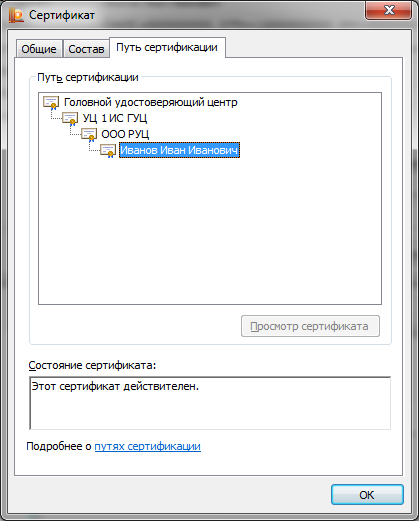 Сертификат
Общие Состав Путь сертификации
Путь сертификации
Головной удостоверяющий центр
УЦ 1 ИС ГУЦ
ООО РУЦ
Иванов Иван Иванович
Просмотр сертификата
Состояние сертификата:
Этот сертификат действителен.
Подробнее о путях сертификации
ОК